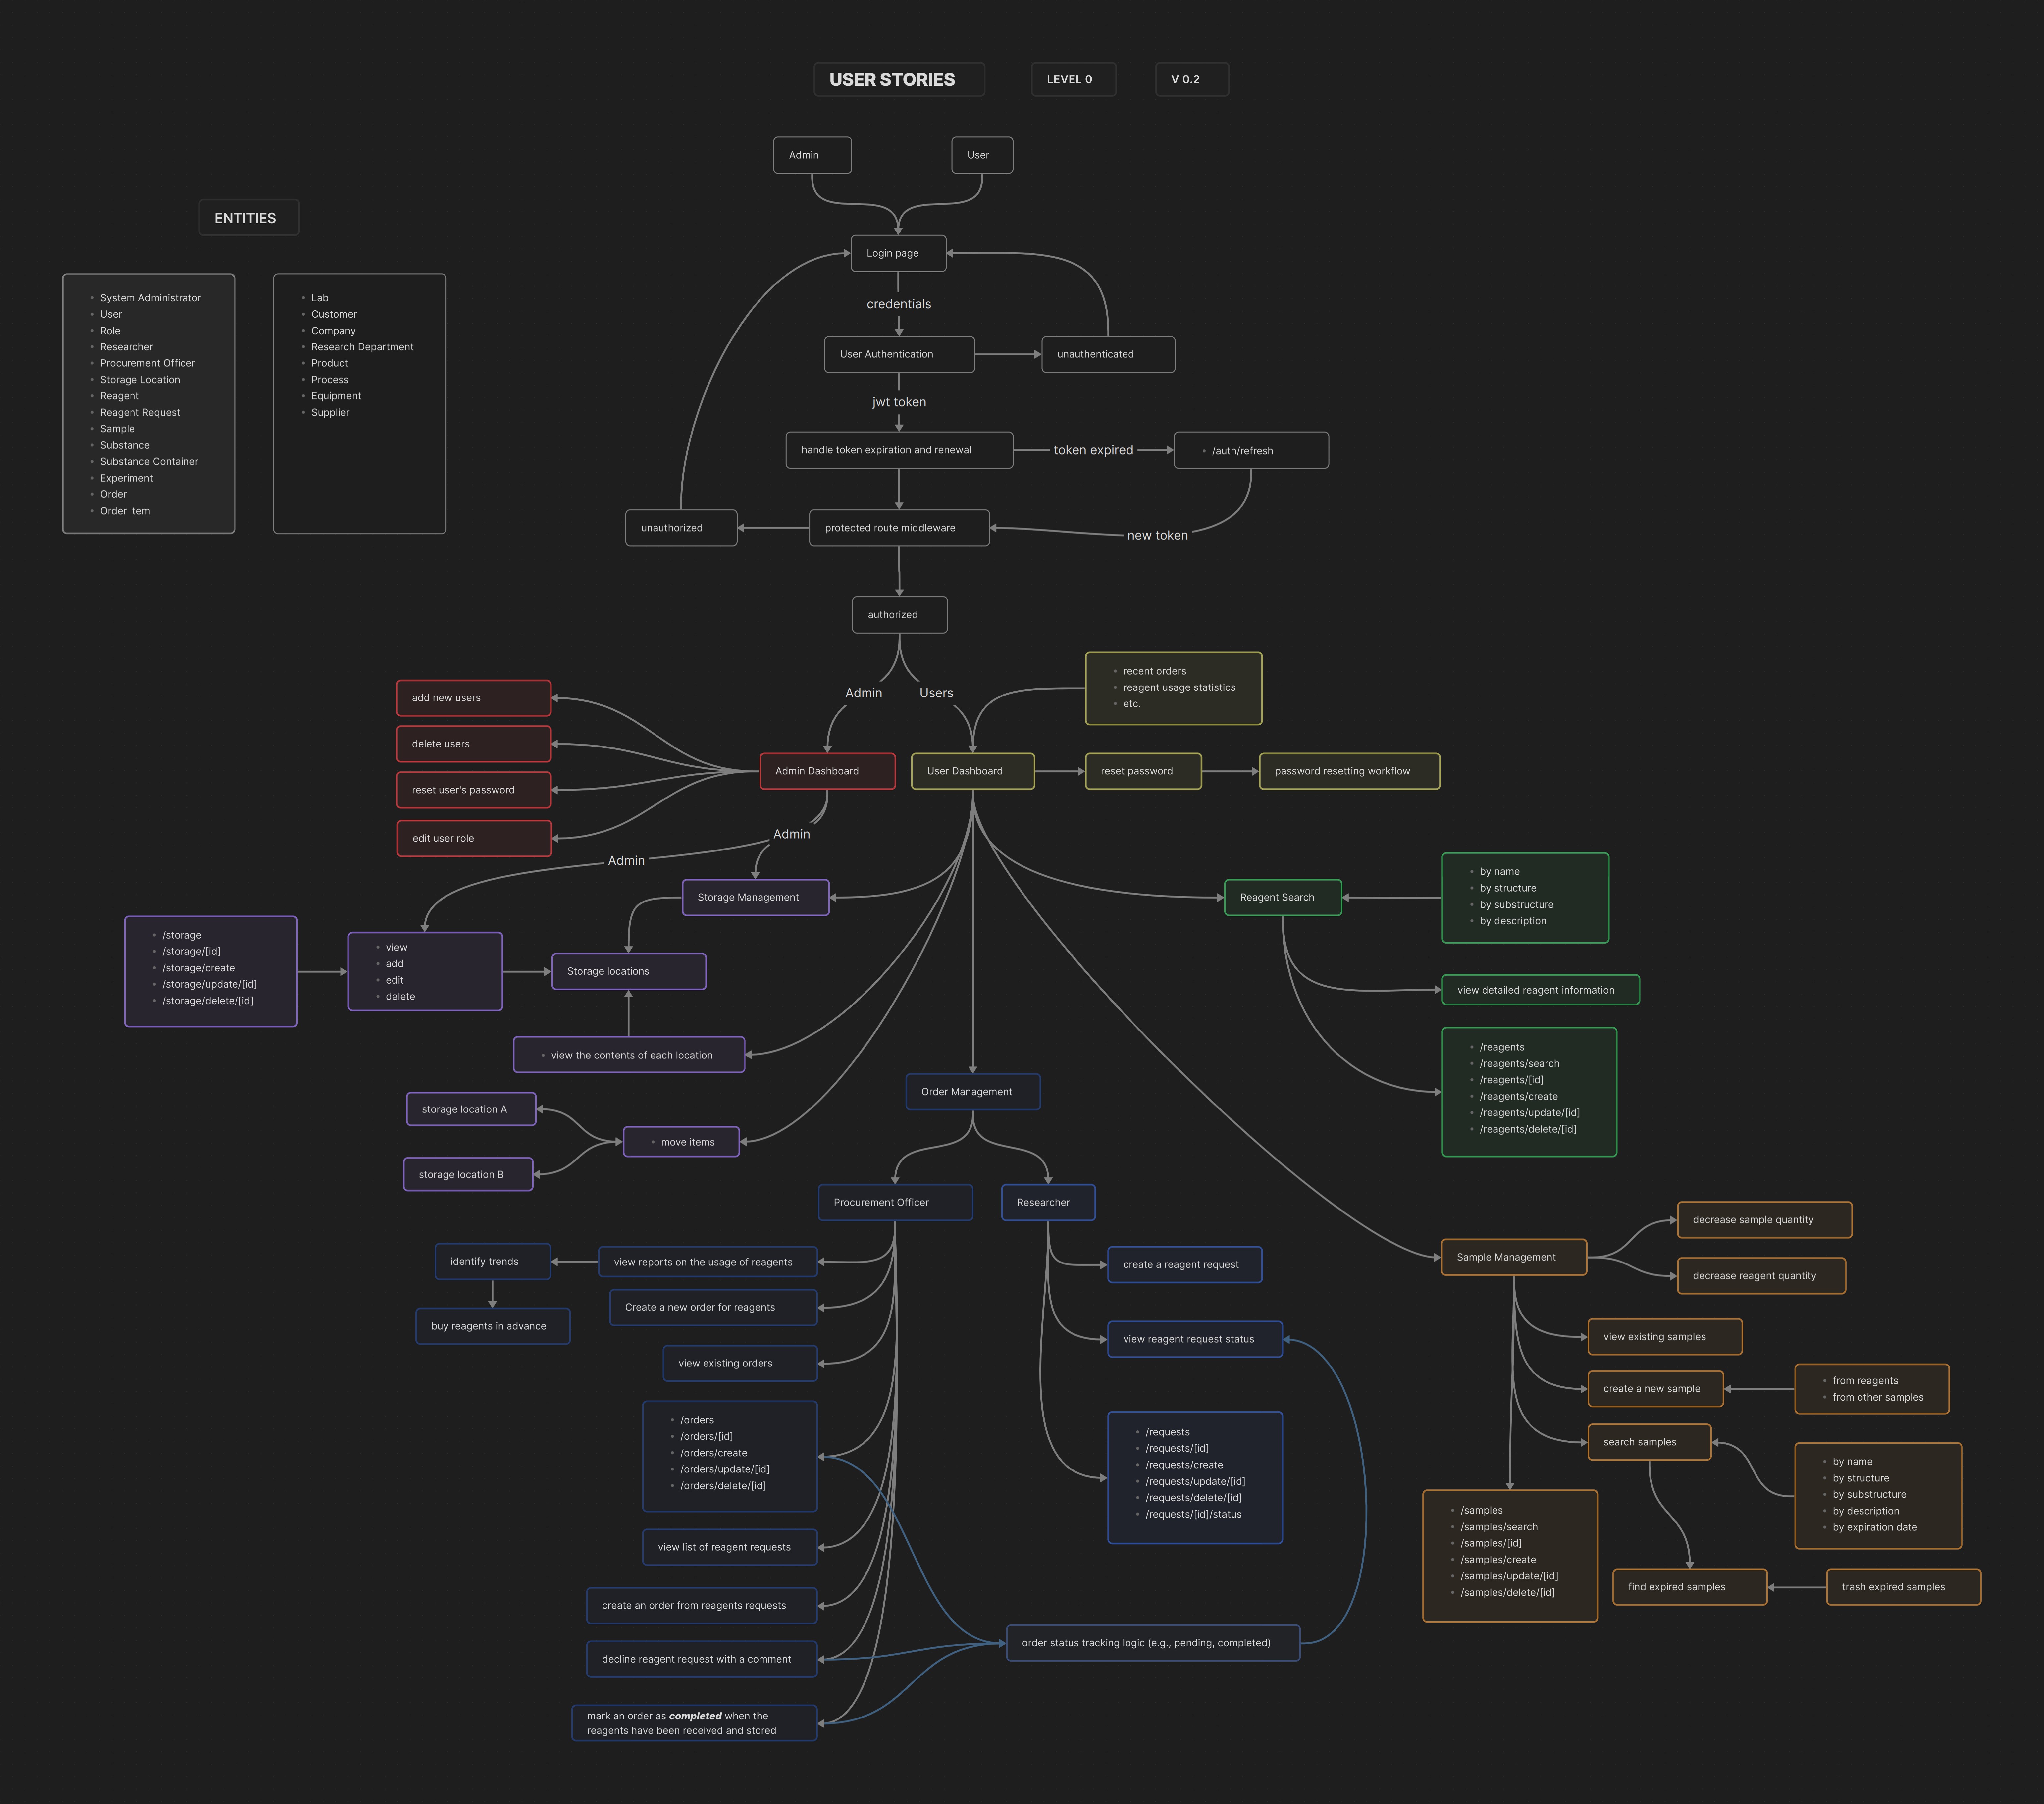 USER STORIES
LEVEL 0
V 0.2
Admin
User
ENTITIES
Login page
System Administrator
User
Role
Researcher
Procurement Officer
Storage Location
Reagent
Reagent Request
Sample
Substance
Substance Container
Experiment
Order
Order Item
Lab
Customer
Company
Research Department
Product
Process
Equipment
Supplier
credentials
User Authentication
unauthenticated
jwt token
handle token expiration and renewal
token expired
/auth/refresh
unauthorized
protected route middleware
new token
authorized
Admin
Users
recent orders
reagent usage statistics
etc.
add new users
delete users
reset user's password
edit user role
Admin Dashboard
User Dashboard
reset password
password resetting workflow
Admin
Admin
Storage Management
Reagent Search
by name
by structure
by substructure
by description
/storage
/storage/[id]
/storage/create
/storage/update/[id]
/storage/delete/[id]
view
add
edit
delete
Storage locations
view detailed reagent information
view the contents of each location
/reagents
/reagents/search
/reagents/[id]
/reagents/create
/reagents/update/[id]
/reagents/delete/[id]
Order Management
storage location A
move items
storage location B
Procurement Officer
Researcher
identify trends
view reports on the usage of reagents
buy reagents in advance
Create a new order for reagents
view existing orders
/orders
/orders/[id]
/orders/create
/orders/update/[id]
/orders/delete/[id]
view list of reagent requests
create an order from reagents requests
decline reagent request with a comment
mark an order as completed when the
reagents have been received and stored
create a reagent request
view reagent request status
/requests
/requests/[id]
/requests/create
/requests/update/[id]
/requests/delete/[id]
/requests/[id]/status
order status tracking logic (e.g., pending, completed)
Sample Management
decrease sample quantity
decrease reagent quantity
view existing samples
create a new sample
from reagents
from other samples
search samples
by name
by structure
by substructure
by description
by expiration date
/samples
/samples/search
/samples/[id]
/samples/create
/samples/update/[id]
/samples/delete/[id]
find expired samples
trash expired samples